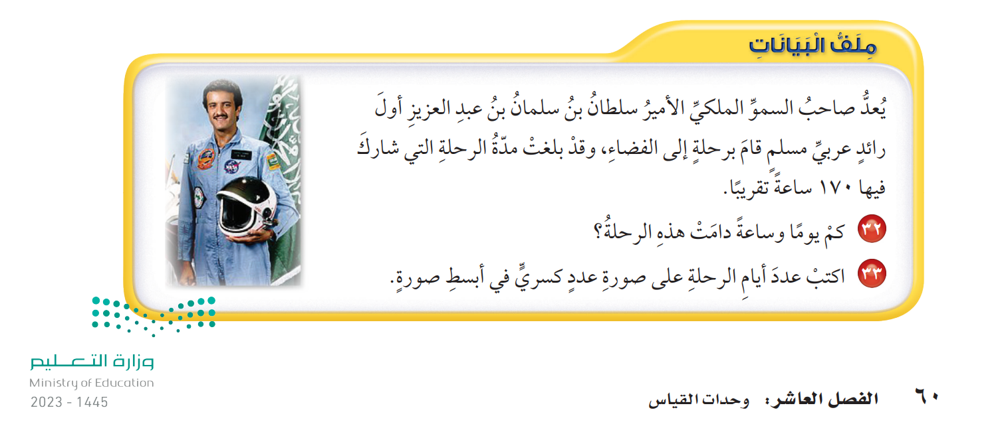 مِلَفُّ الْبَيَانَاتِ
يُعدُّ صاحبُ السموِّ الملكيِّ الأميرُ سلطانُ بنُ سلمانُ بنُ عبدِ العزيزِ أولَ
رائدٍ عربيٍّ مسلمٍ قامَ برحلةٍ إلى الفضاءِ، وقدْ بلغتْ مدّةُ الرحلةِ التي شاركَ
فيها ١٧٠ ساعةً تقريبًا.
٣٢ كمْ يومًا وساعةً دامَتْ هذهِ الرحلةُ؟
٣٣ اكتبْ عددَ أيامِ الرحلةِ على صورةِ عددٍ كسريٍّ في أبسطِ صورةٍ.
وزارة التعليم
Ministry of Education
2023 - 1445
٦٠ الفصل العاشر: وحدات القياس